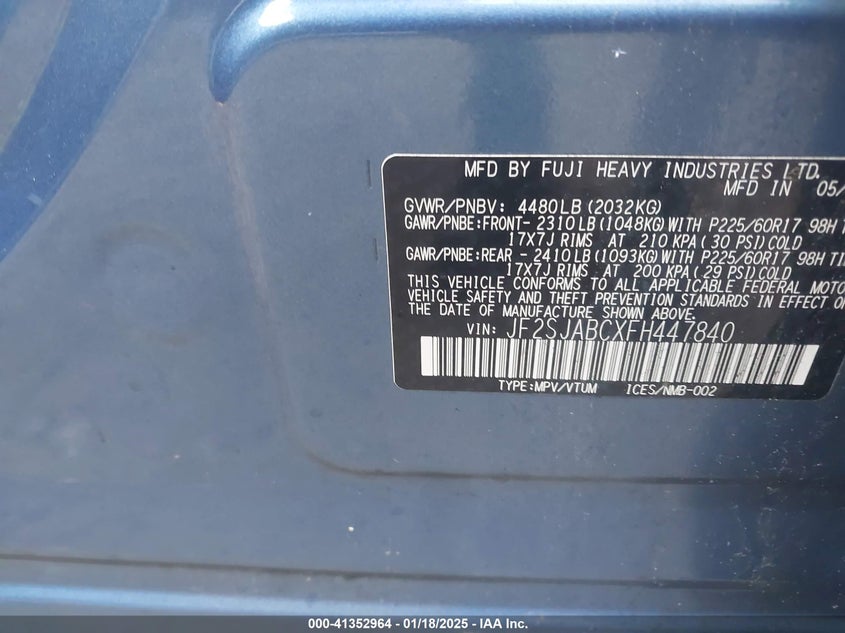 MFD BY FUJI HEAVY INDUSTRIES LTD.
MFD IN 05/
GVWR/PNBV: 4480LB (2032KG)
GAWR/PNBE:FRONT- 2310LB (1048KG) WITH P225/60R17 98H
17X7J RIMS AT 210 KPA ( 30 PSI) COLD
GAWR/PNBE:REAR - 2410LB (1093KG) WITH P225/60R17 98H
17X7J RIMS AT 200 KPA ( 29 PSI) COLD
THIS VEHICLE CONFORMS TO ALL APPLICABLE FEDERAL MOTO
VEHICLE SAFETY AND THEFT PREVENTION STANDARDS IN EFFECT
THE DATE OF MANUFACTURE SHOWN ABOVE.
VIN: JF2SJABCXFH447840
TYPE:MPV/VTUM ICES/NMB-002
000-41352964 — 01/18/2025 — IAA Inc.